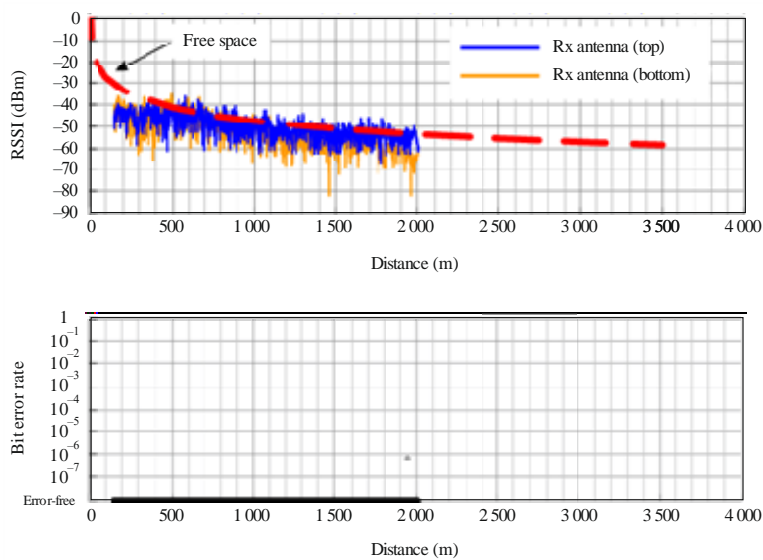 0
–10
–20
–30
–40
–50
–60
–70
–80
–90
RSSI (dBm)
Free space
Rx antenna (top)
Rx antenna (bottom)
0 500 1 000 1 500 2 000 2 500 3 000 3 500 4 000
Distance (m)
1
10–1
10–2
10–3
10–4
10–5
10–6
10–7
Error-free
Bit error rate
0 500 1 000 1 500 2 000 2 500 3 000 3 500 4 000
Distance (m)